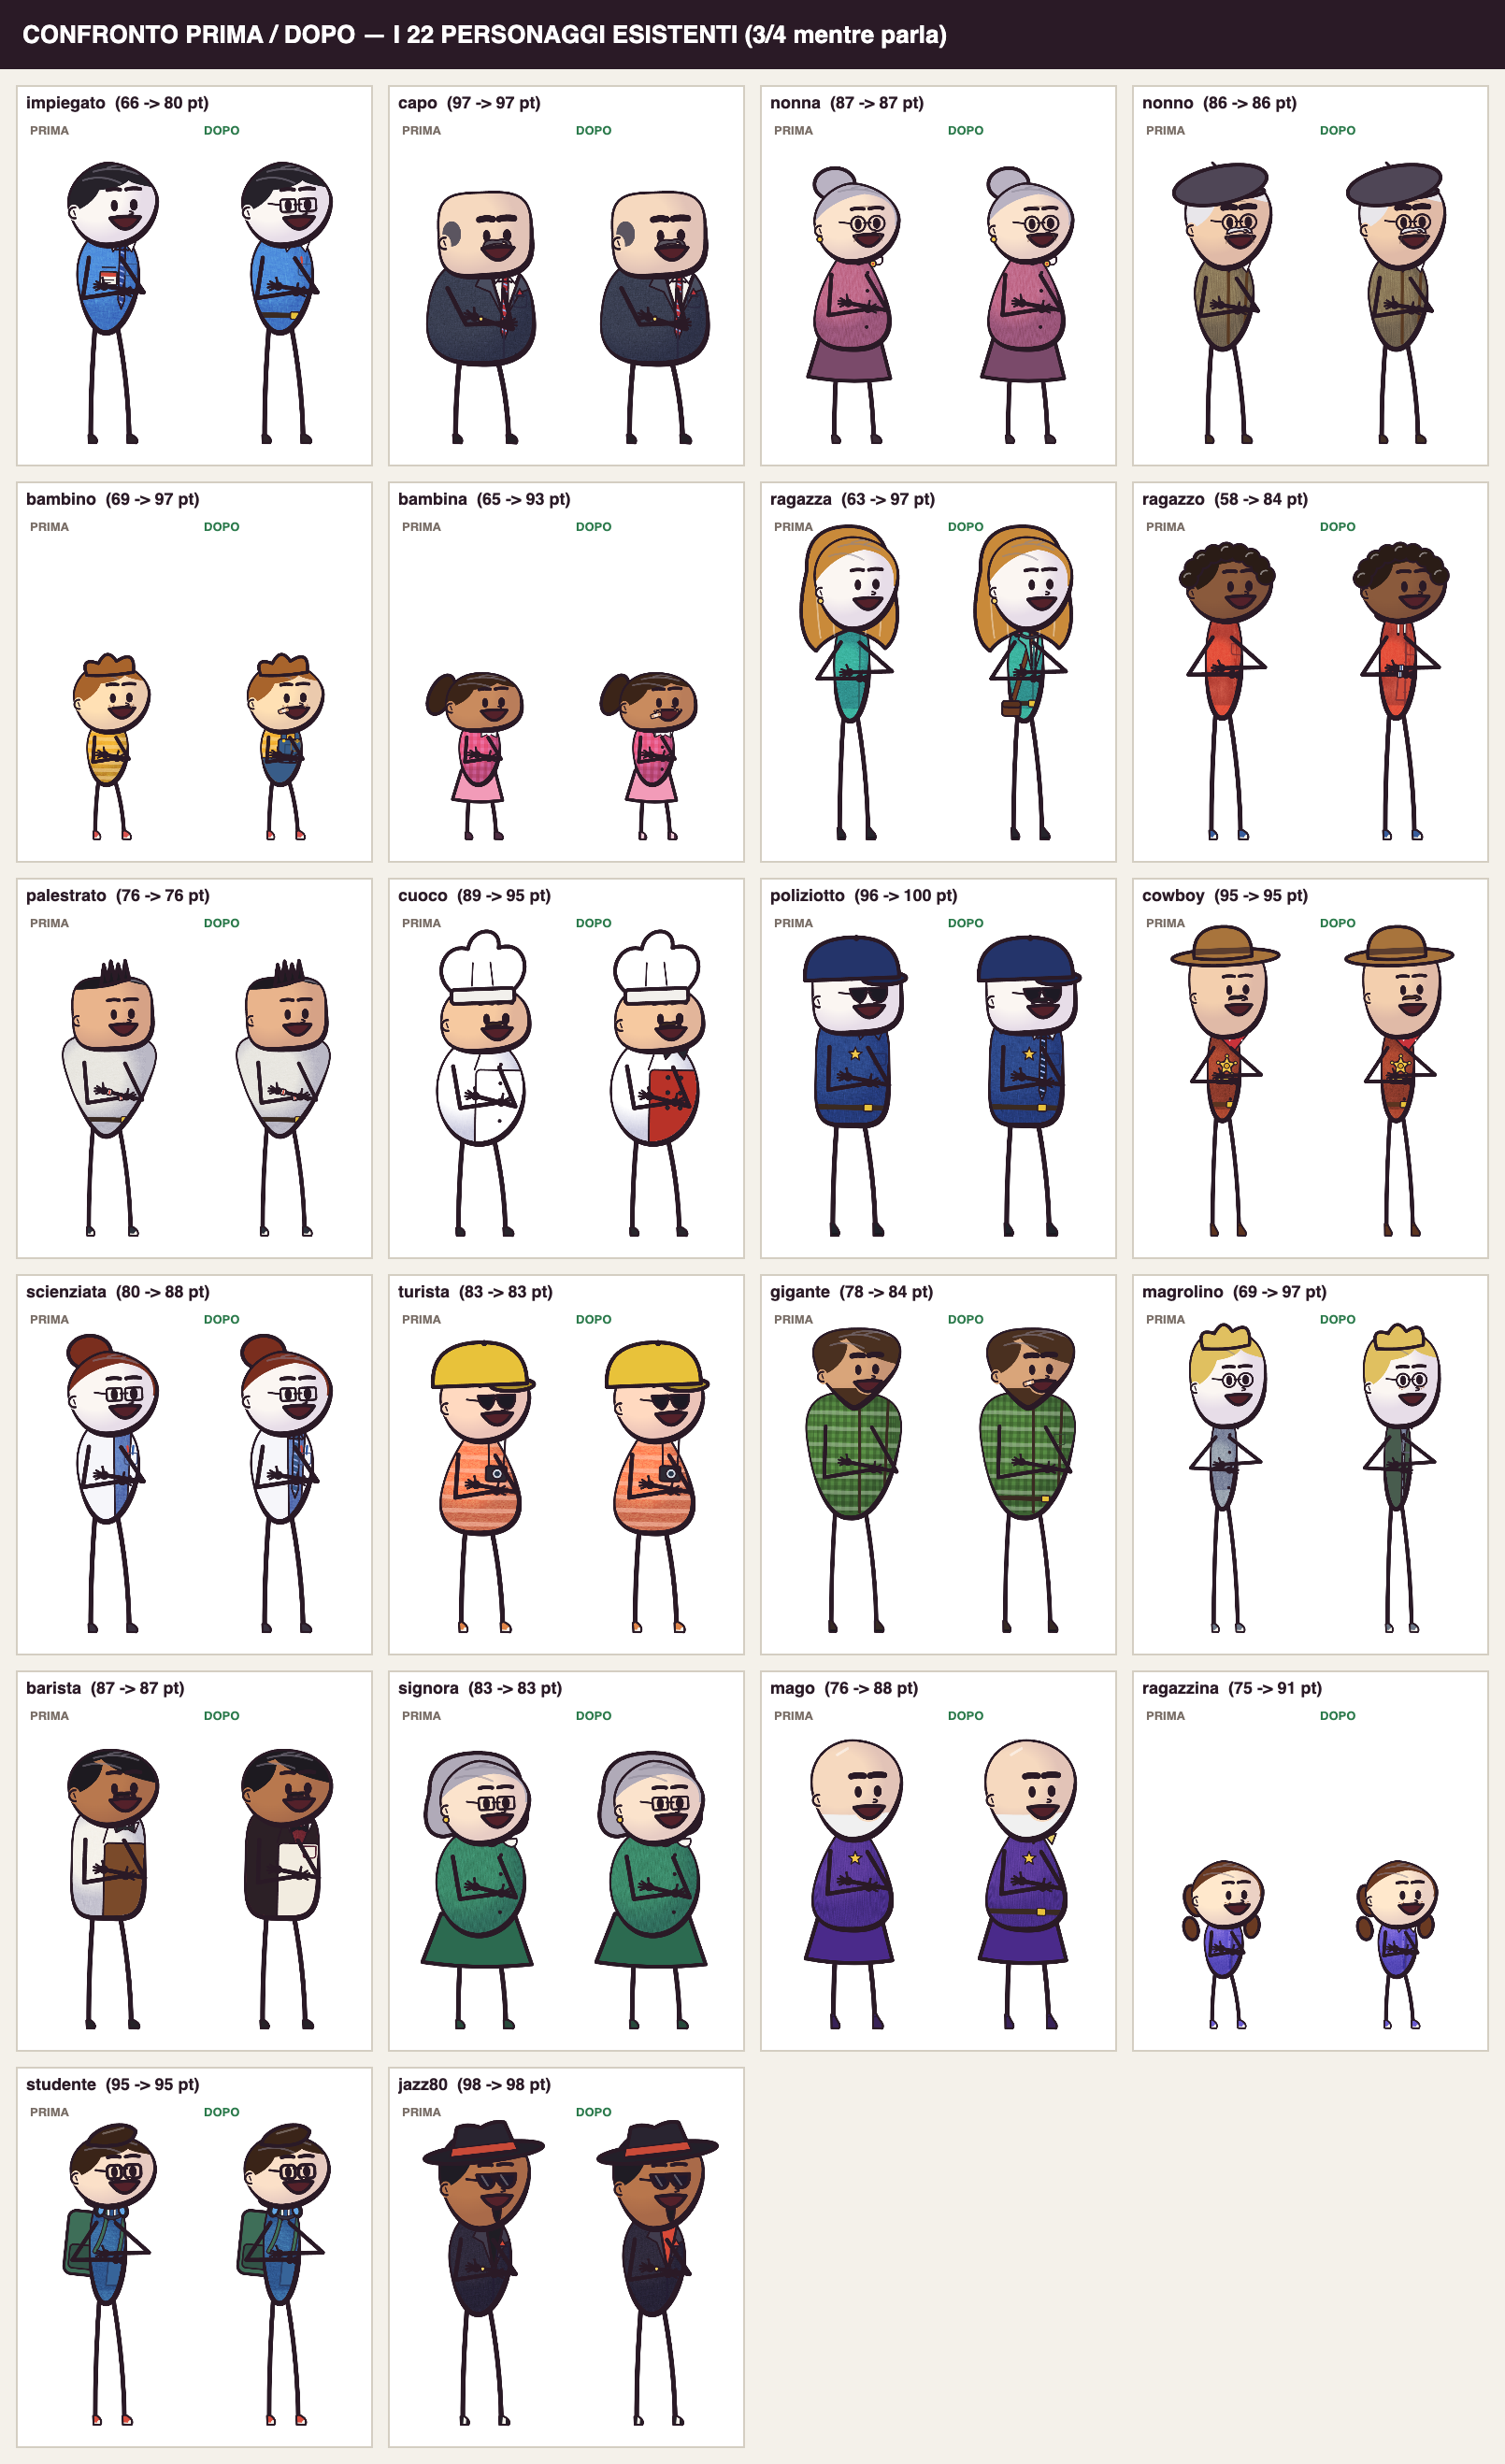 CONFRONTO PRIMA / DOPO — I 22 PERSONAGGI ESISTENTI (3/4 mentre parla)
impiegato (66 -> 80 pt)
PRIMA DOPO
capo (97 -> 97 pt)
PRIMA DOPO
nonna (87 -> 87 pt)
PRIMA DOPO
nonno (86 -> 86 pt)
PRIMA DOPO
bambino (69 -> 97 pt)
PRIMA DOPO
bambina (65 -> 93 pt)
PRIMA DOPO
ragazza (63 -> 97 pt)
PRIMA DOPO
ragazzo (58 -> 84 pt)
PRIMA DOPO
palestrato (76 -> 76 pt)
PRIMA DOPO
cuoco (89 -> 95 pt)
PRIMA DOPO
poliziotto (96 -> 100 pt)
PRIMA DOPO
cowboy (95 -> 95 pt)
PRIMA DOPO
scienziata (80 -> 88 pt)
PRIMA DOPO
turista (83 -> 83 pt)
PRIMA DOPO
gigante (78 -> 84 pt)
PRIMA DOPO
magrolino (69 -> 97 pt)
PRIMA DOPO
barista (87 -> 87 pt)
PRIMA DOPO
signora (83 -> 83 pt)
PRIMA DOPO
mago (76 -> 88 pt)
PRIMA DOPO
ragazzina (75 -> 91 pt)
PRIMA DOPO
studente (95 -> 95 pt)
PRIMA DOPO
jazz80 (98 -> 98 pt)
PRIMA DOPO